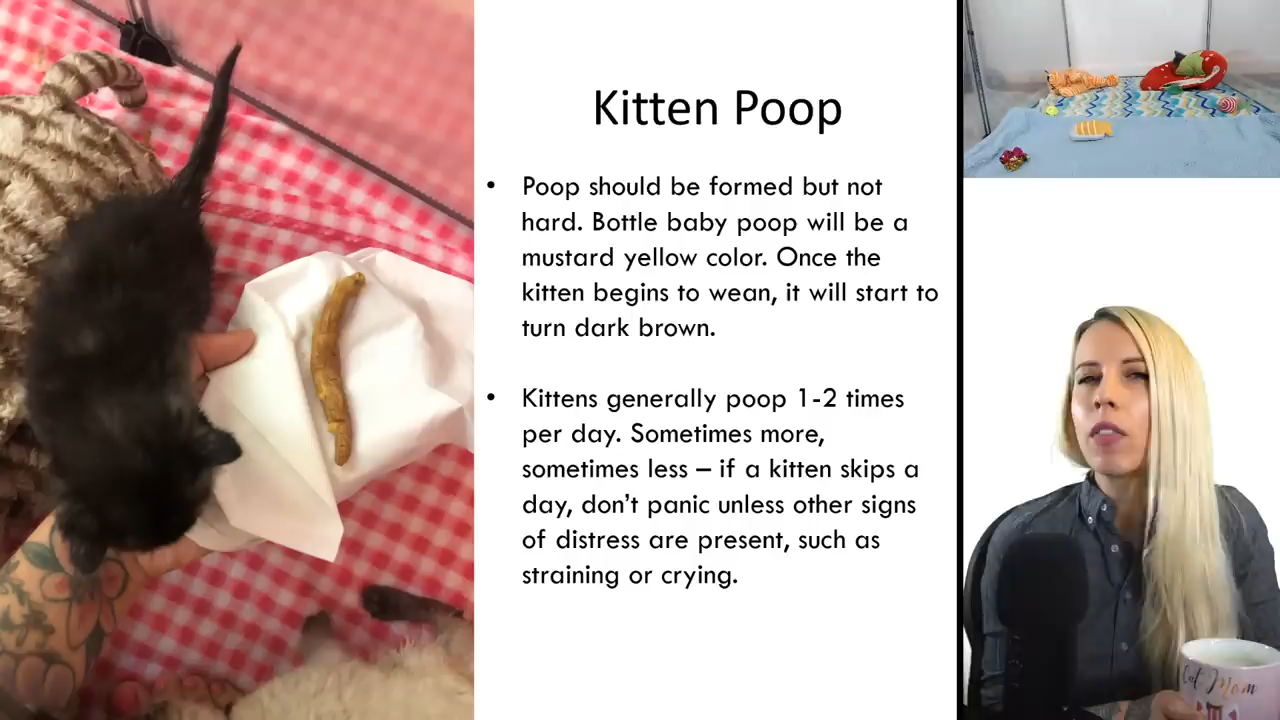 Kitten Poop
• Poop should be formed but not
hard. Bottle baby poop will be a
mustard yellow color. Once the
kitten begins to wean, it will start to
turn dark brown.
• Kittens generally poop 1-2 times
per day. Sometimes more,
sometimes less – if a kitten skips a
day, don’t panic unless other signs
of distress are present, such as
straining or crying.
Cat Mom